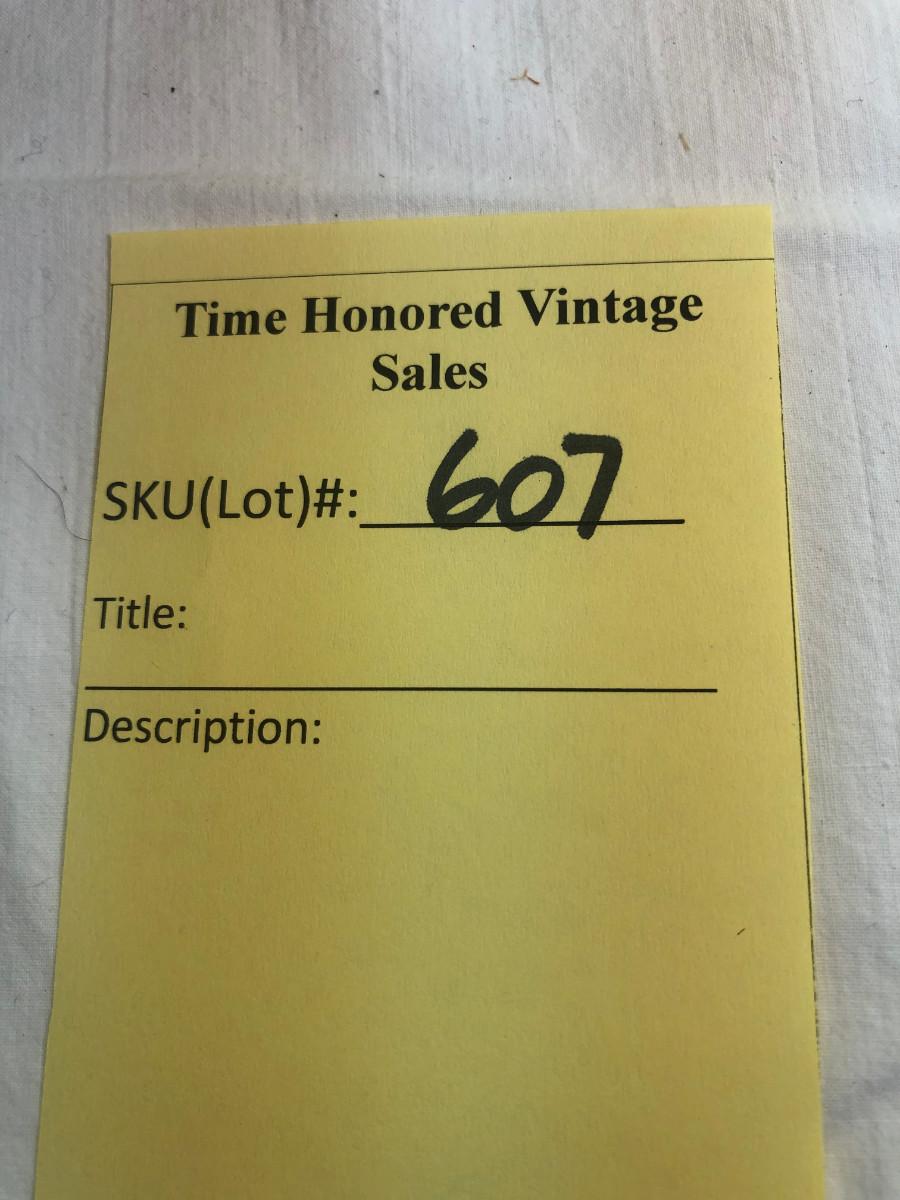 Time Honored Vintage
Sales
SKU(Lot)#: 607
Title:
Description: